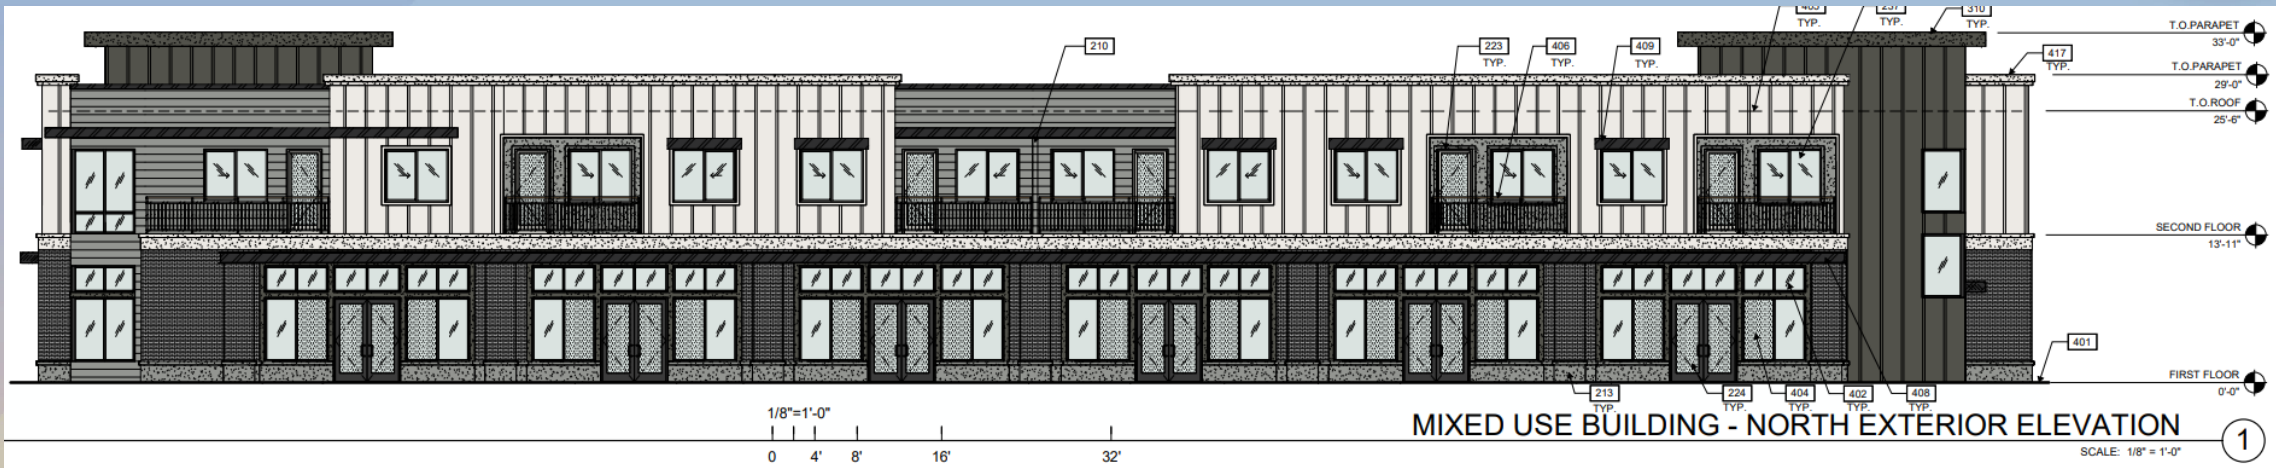 403
TYP.
237
TYP.
310
TYP.
T.O.PARAPET
33'-0"
210
223
TYP.
406
TYP.
409
TYP.
417
TYP.
T.O.PARAPET
29'-0"
T.O.ROOF
25'-6"
SECOND FLOOR
13'-11"
401
FIRST FLOOR
0'-0"
213
TYP.
224
TYP.
404
TYP.
402
TYP.
408
TYP.
1/8"=1'-0"
0 4' 8' 16' 32'
MIXED USE BUILDING - NORTH EXTERIOR ELEVATION
1
SCALE: 1/8" = 1'-0"